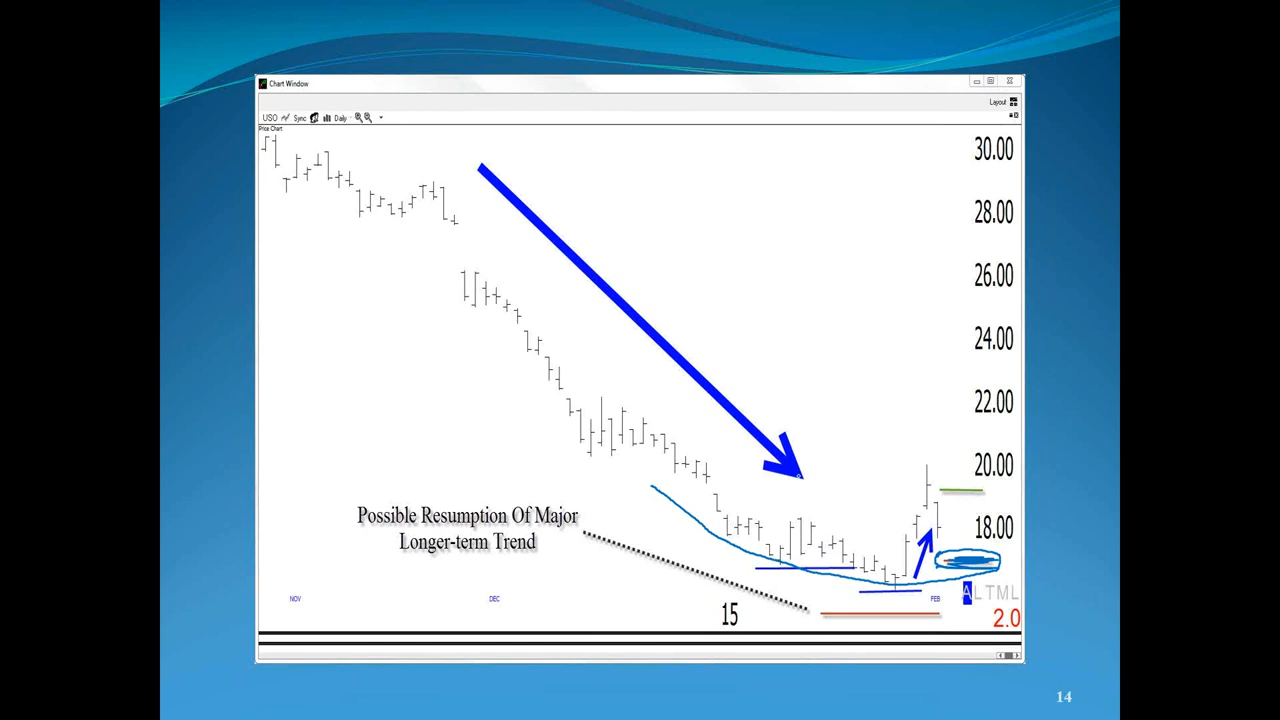 Chart Window
Layout
USO Sync Daily
Price Chart
30.00
28.00
26.00
24.00
22.00
20.00
18.00
Possible Resumption Of Major
Longer-term Trend
ALTML
NOV DEC FEB
15
2.0
14